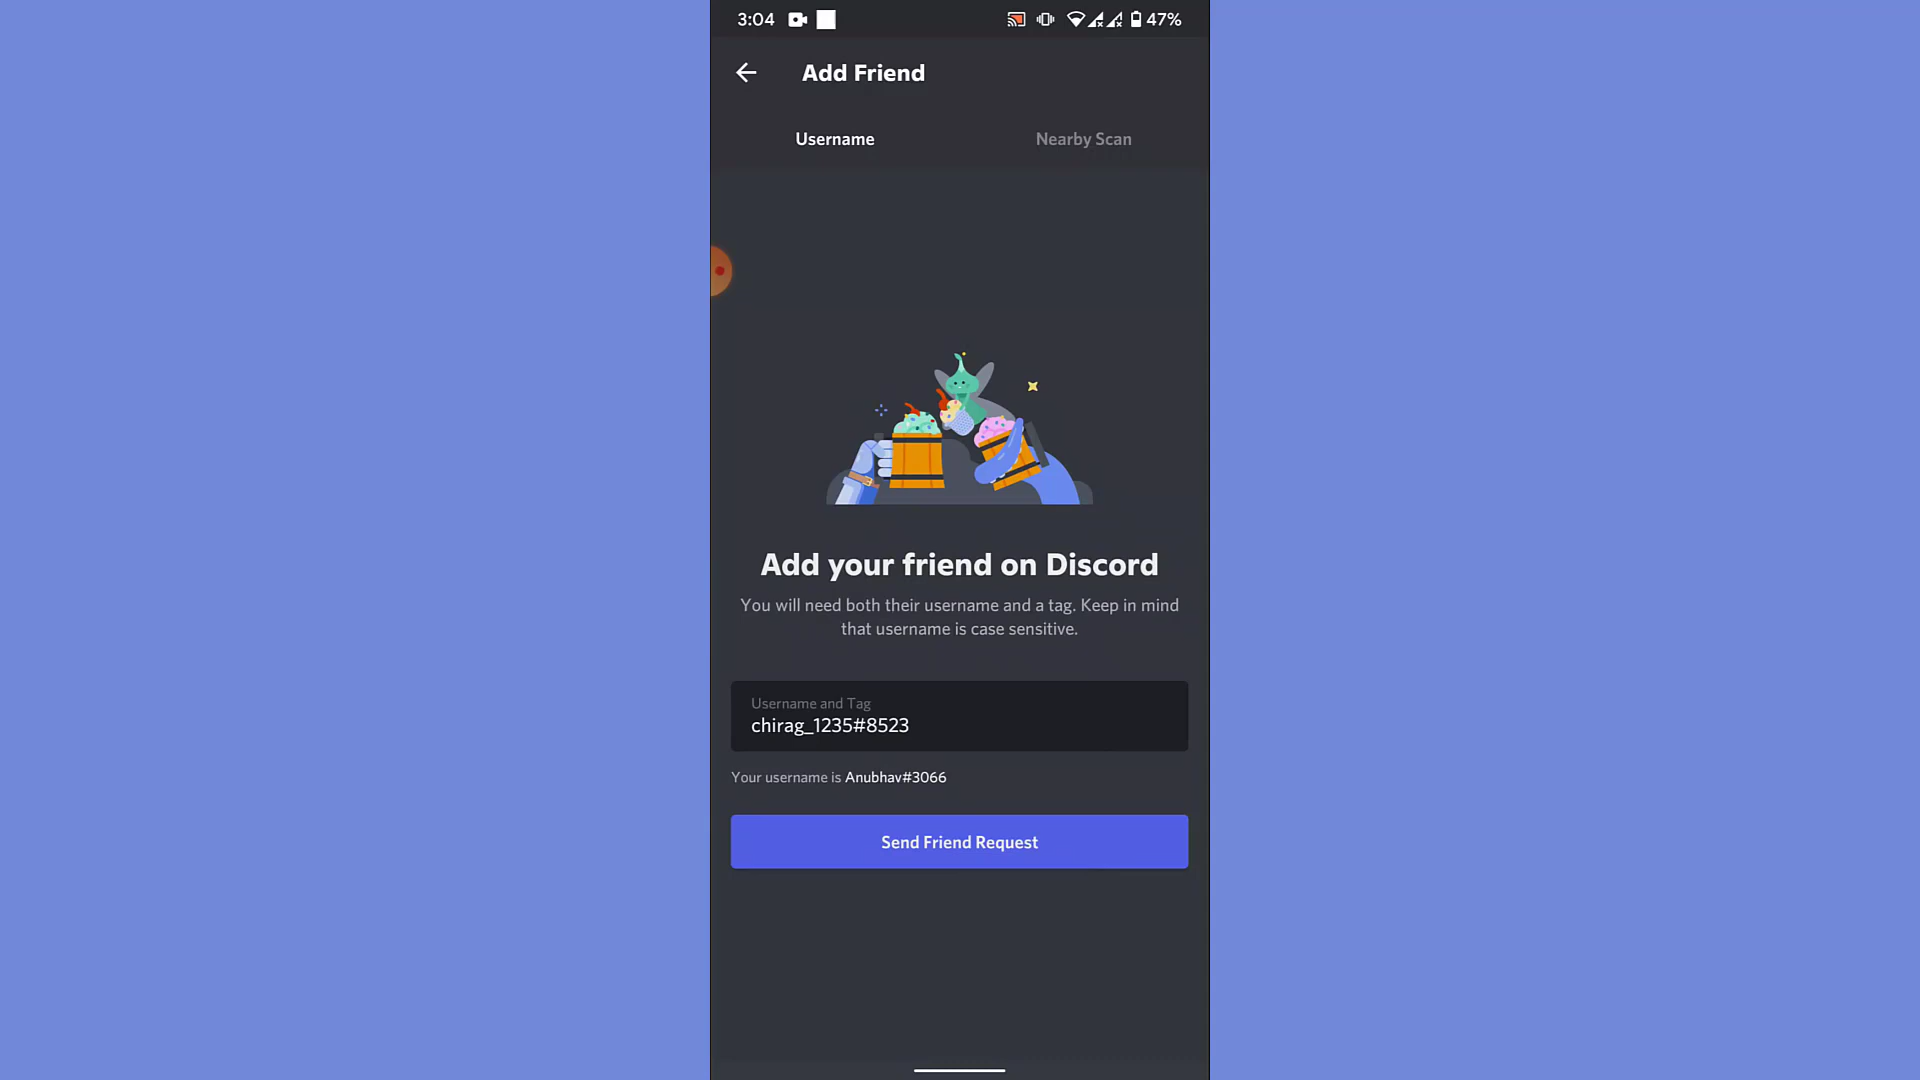 3:04 47%
Add Friend
Username Nearby Scan
Add your friend on Discord
You will need both their username and a tag. Keep in mind
that username is case sensitive.
Username and Tag
chirag_1235#8523
Your username is Anubhav#3066
Send Friend Request